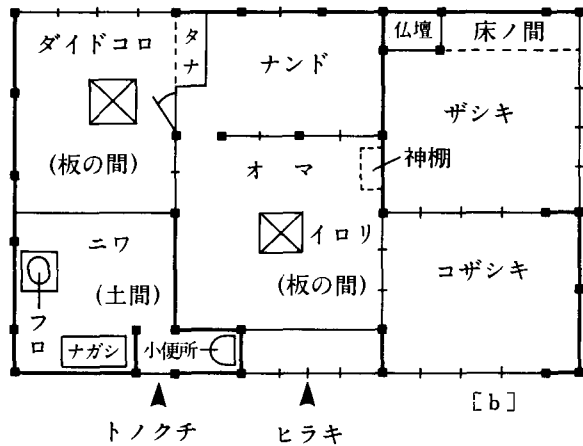 ダイドコロ
タナ
ナンド
仏壇
床ノ間
ザシキ
(板の間)
オマ
神棚
ニワ
イロリ
コザシキ
(土間)
(板の間)
フロ
ナガシ
小便所
[b]
トノクチ
ヒラキ